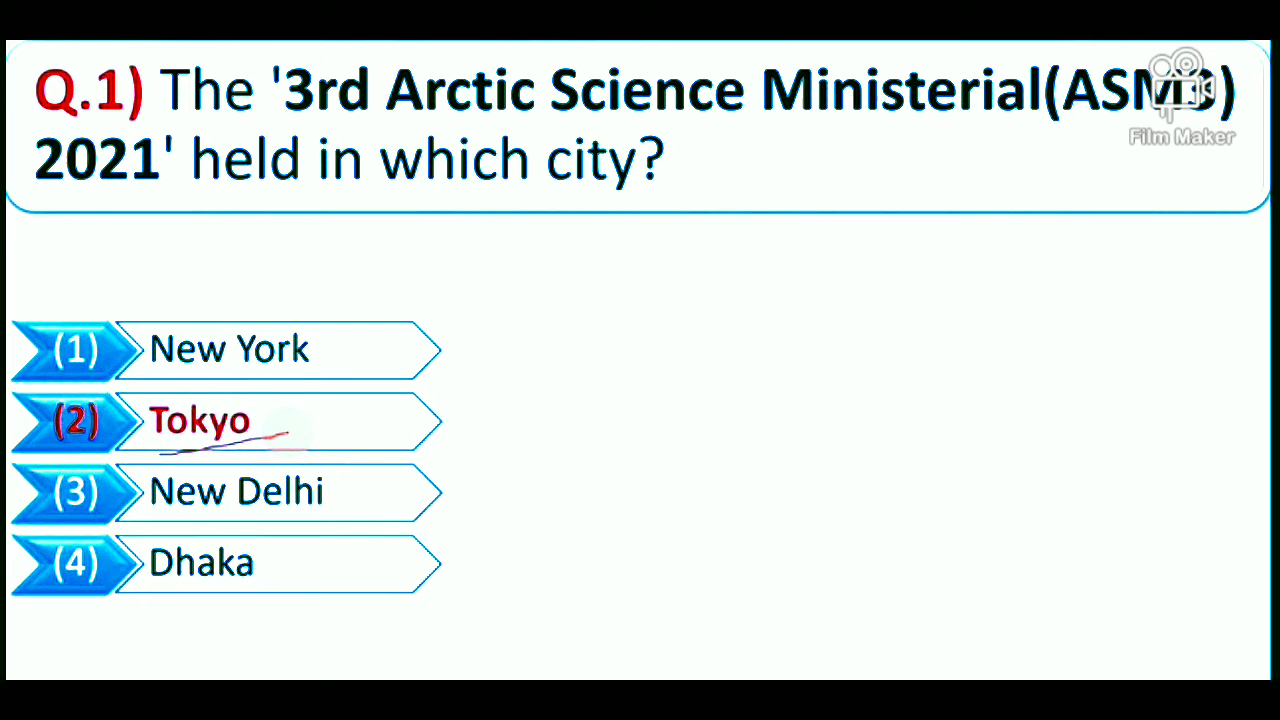 Q.1) The '3rd Arctic Science Ministerial(ASM3)
2021' held in which city?
Film Maker
(1) New York
(2) Tokyo
(3) New Delhi
(4) Dhaka